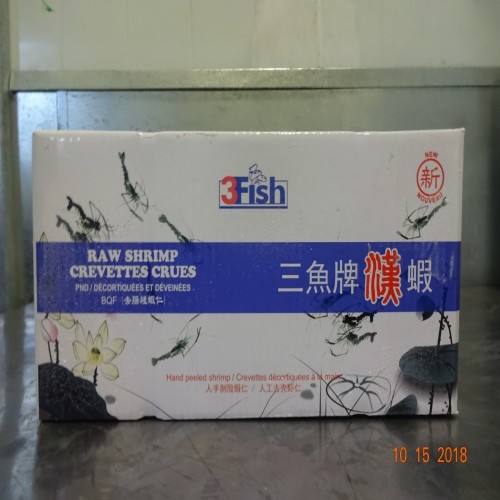 3Fish
NEW
新
NOUVEAU
RAW SHRIMP
CREVETTES CRUES
PND / DÉCORTIQUÉES ET DÉVEINÉES
BQF
三魚牌漢蝦
Hand peeled shrimp / Crevettes décortiquées à la main
人手剝殼蝦仁 / 人工去壳虾仁
10 15 2018